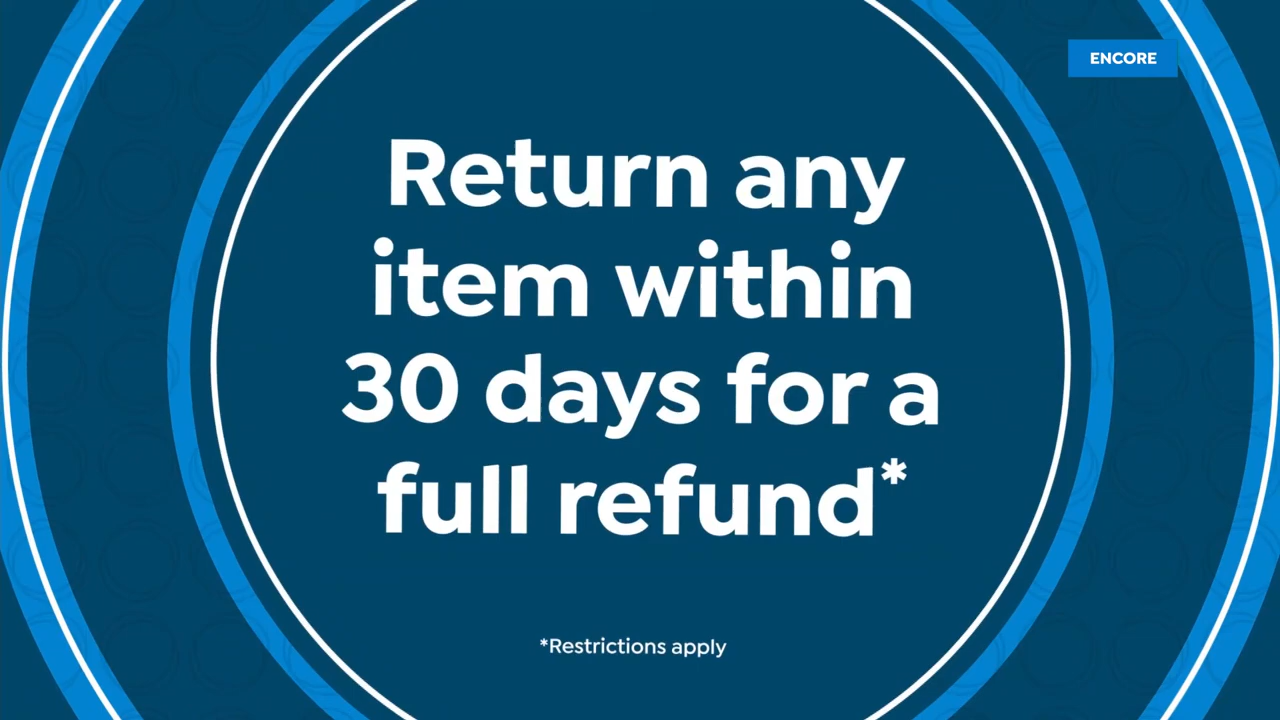 ENCORE
Return any
item within
30 days for a
full refund*
*Restrictions apply